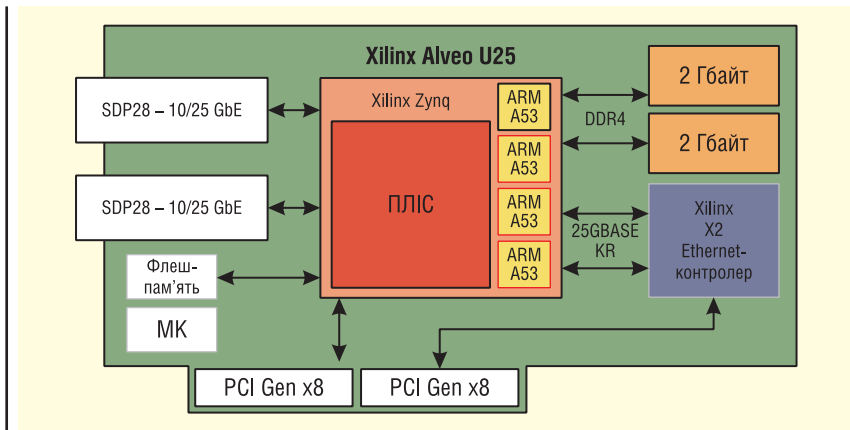 Xilinx Alveo U25
SDP28 – 10/25 GbE
SDP28 – 10/25 GbE
Флеш-
пам’ять
МК
Xilinx Zynq
ПЛІС
ARM
A53
ARM
A53
ARM
A53
ARM
A53
DDR4
25GBASE
KR
2 Гбайт
2 Гбайт
Xilinx
X2
Ethernet-
контролер
PCI Gen x8
PCI Gen x8